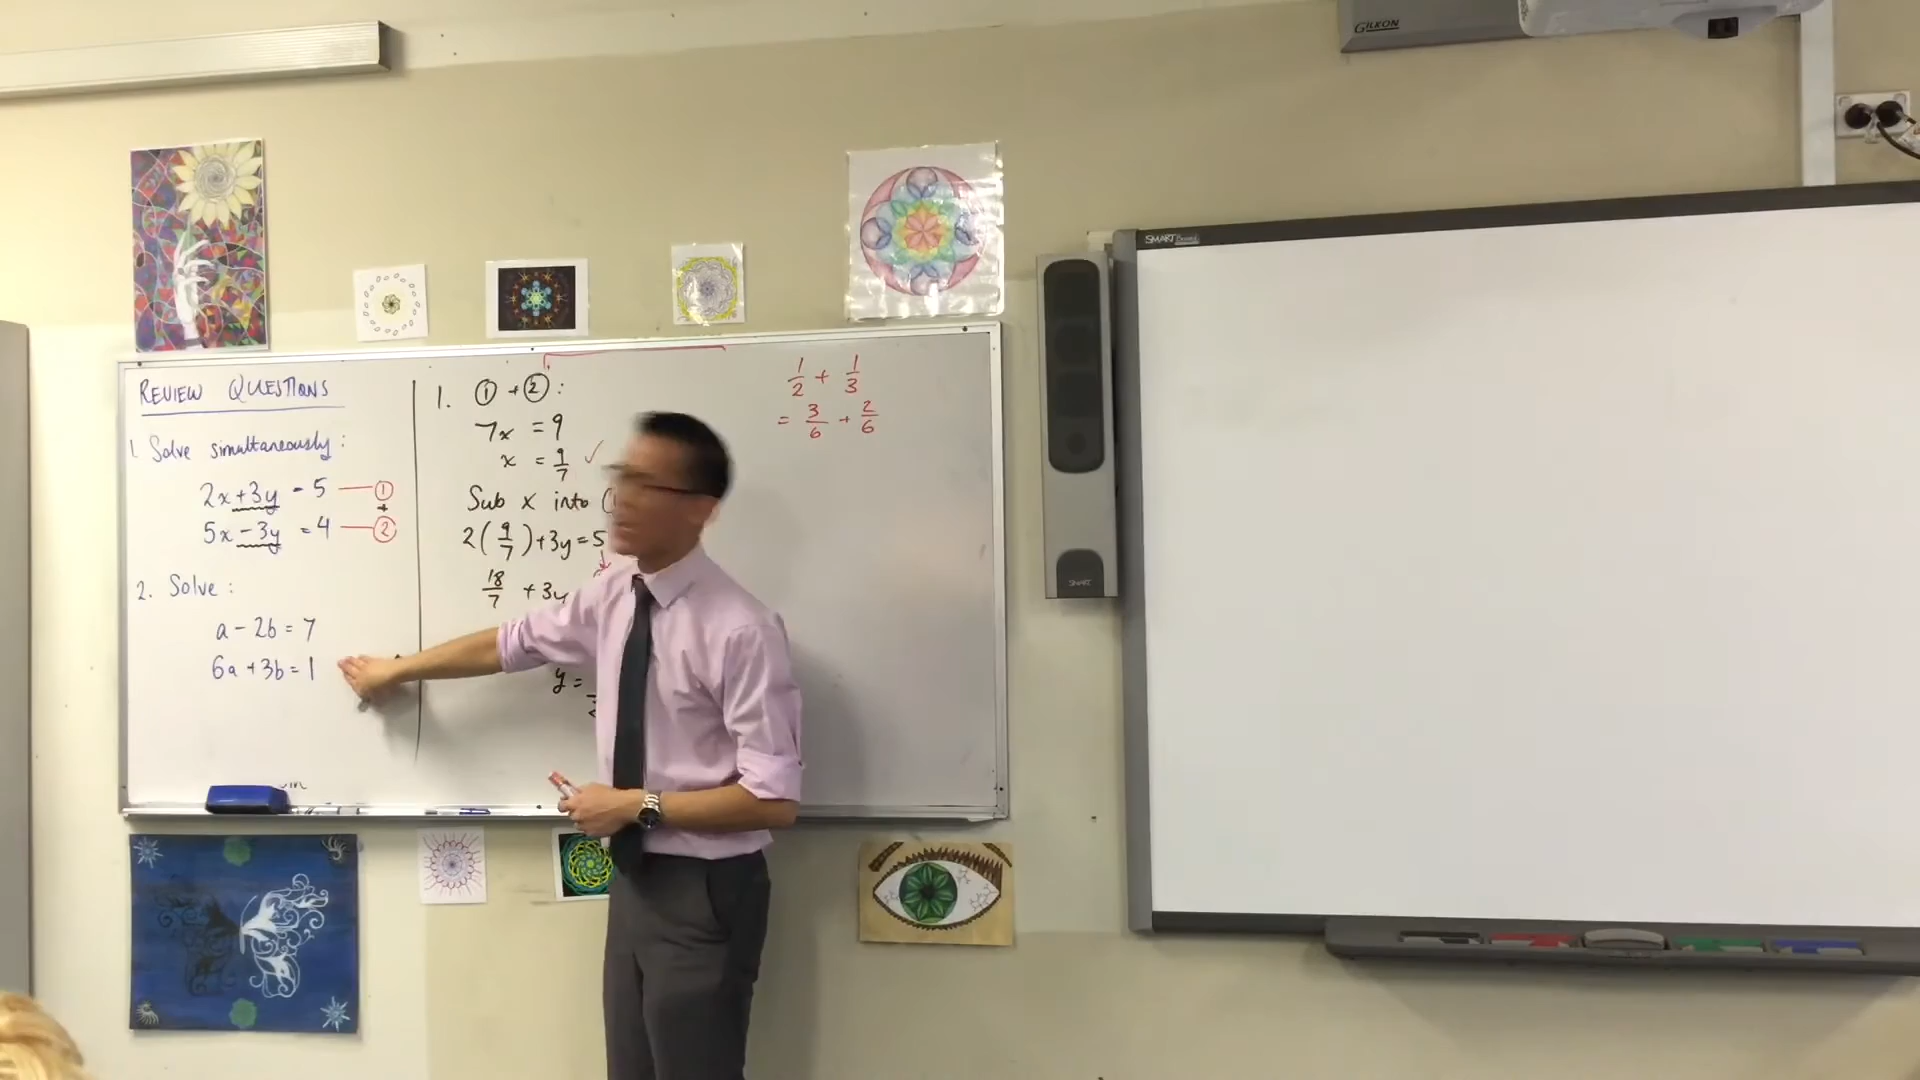 REVIEW QUESTIONS
1. Solve simultaneously:
2x+3y = 5 — ①
+
5x-3y = 4 — ②
2. Solve:
a - 2b = 7
6a + 3b = 1
1. ① + ②:
7x = 9
x = 9/7 ✓
Sub x into
2(9/7)+3y=5
18/7 + 3y
y =
1/2 + 1/3
= 3/6 + 2/6
GILKON
SMART Board
SMART